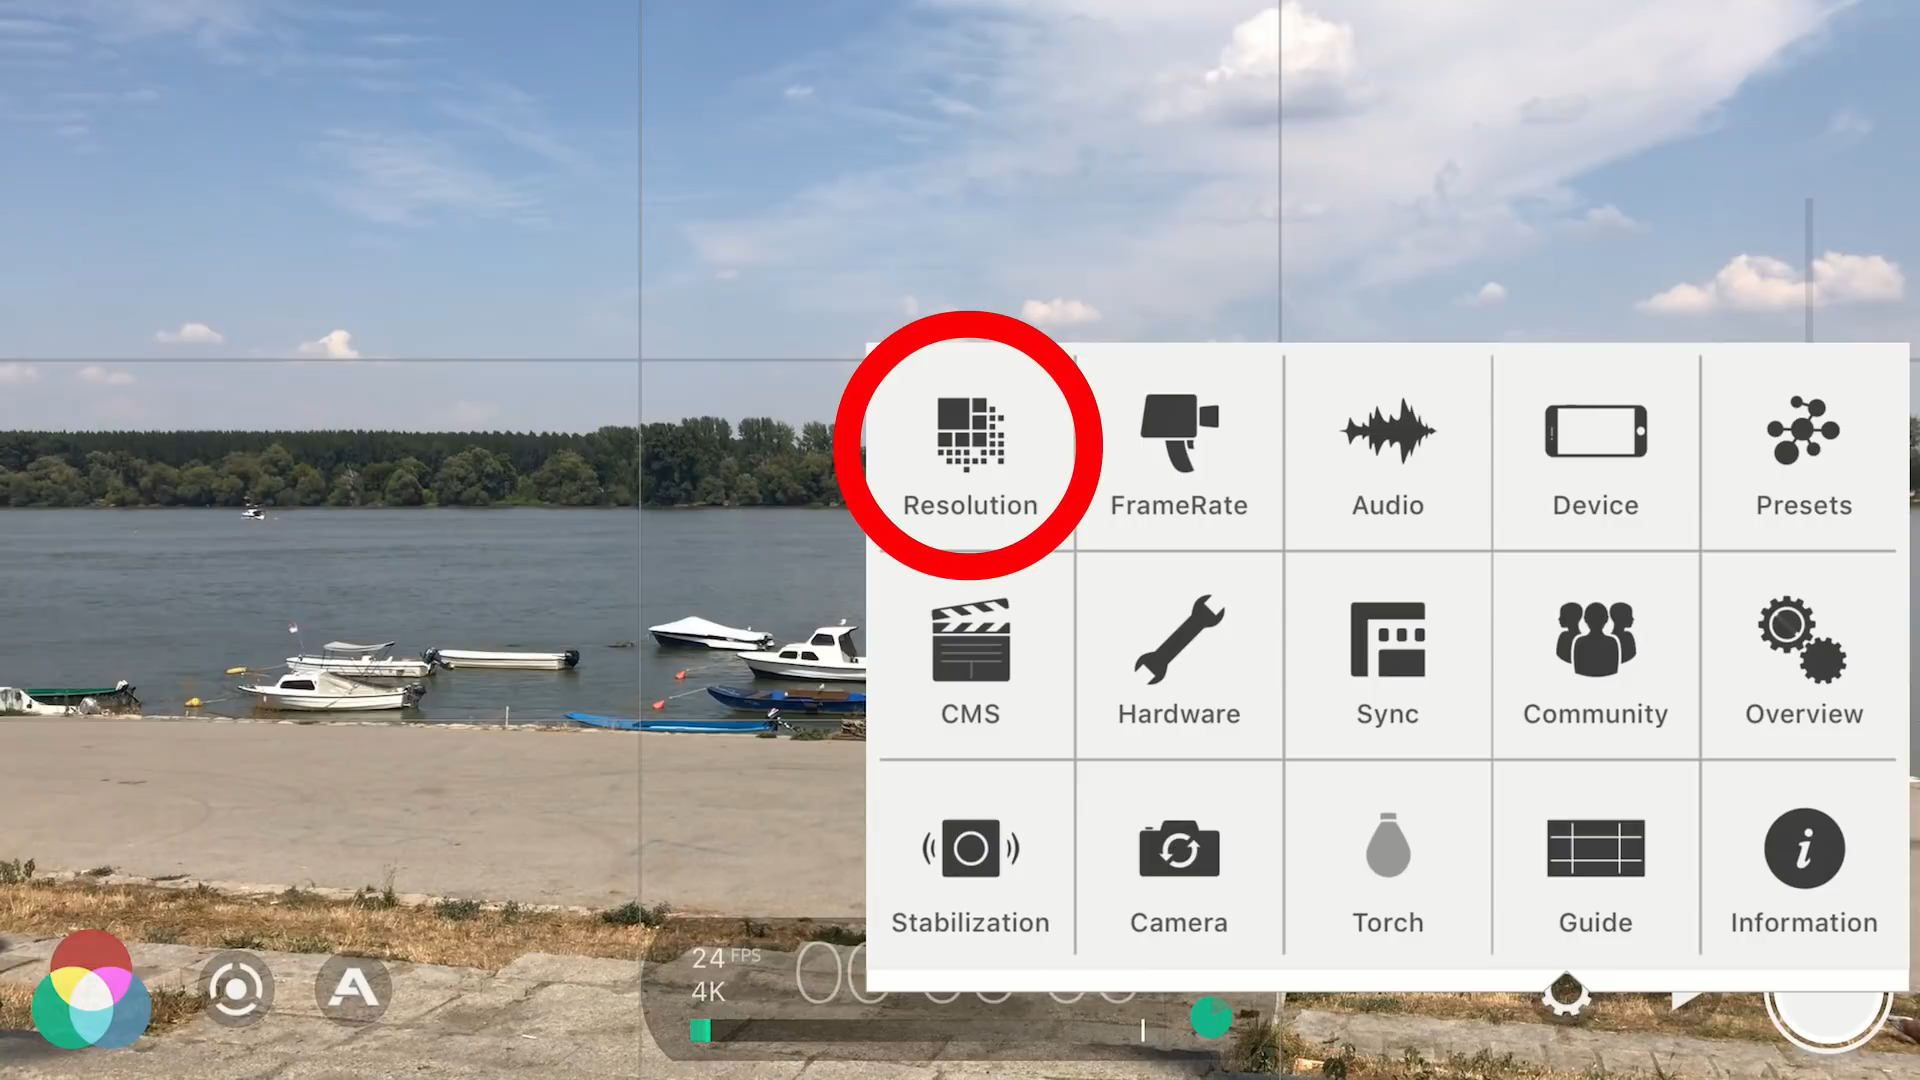 Resolution FrameRate Audio Device Presets
CMS Hardware Sync Community Overview
Stabilization Camera Torch Guide Information
24 FPS
4K